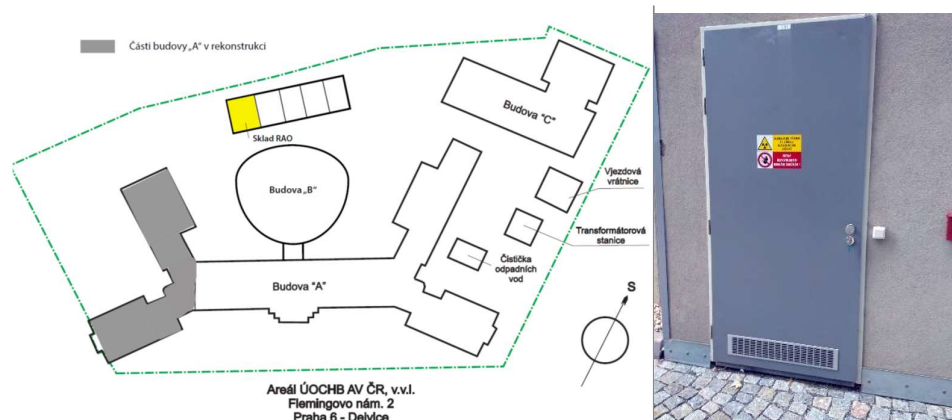 Části budovy „A" v rekonstrukci
Sklad RAO
Budova "C"
Budova „B"
Vjezdová
vrátnice
Transformátorová
stanice
Čistička
odpadních
vod
Budova "A"
S
Areál ÚOCHB AV ČR, v.v.I.
Flemingovo nám. 2
Praha 6 - Dejvice